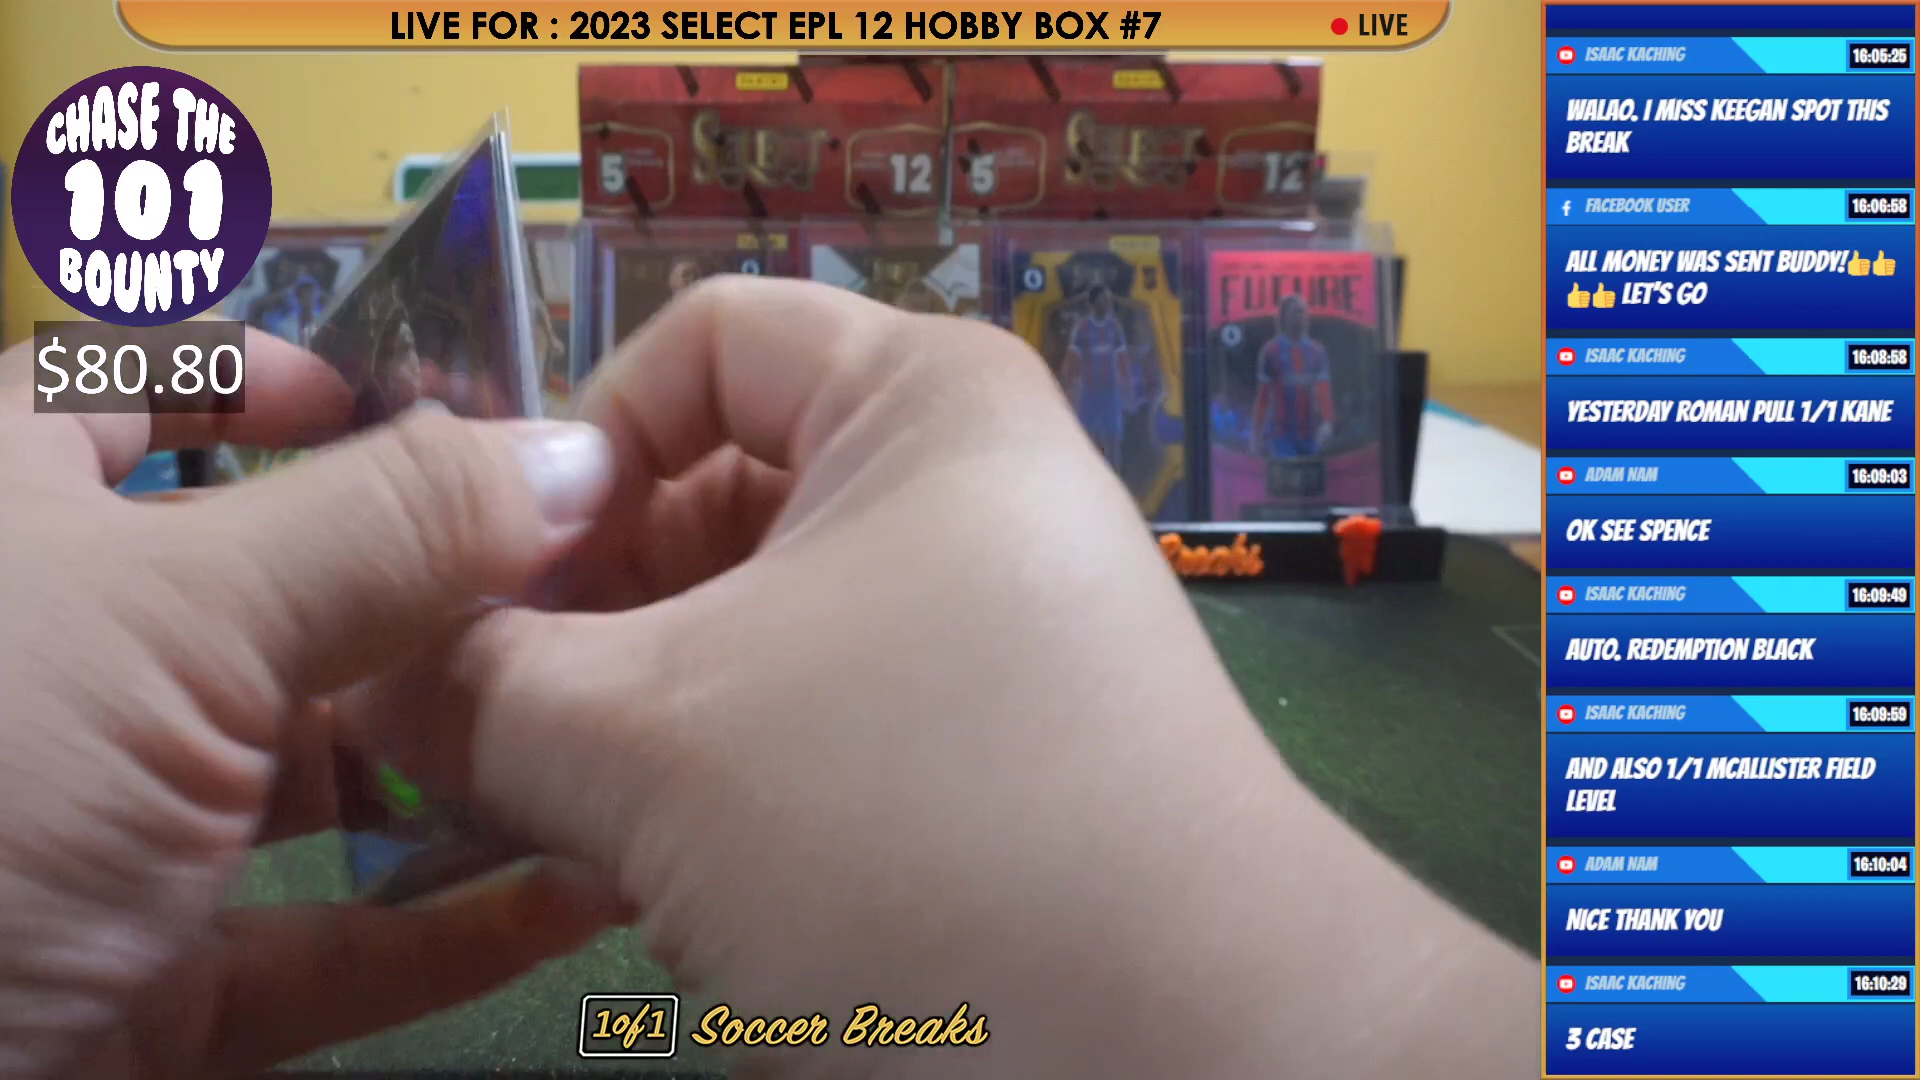 LIVE FOR : 2023 SELECT EPL 12 HOBBY BOX #7
LIVE
CHASE THE
101
BOUNTY
$80.80
5
SELECT
12
5
SELECT
12
FUTURE
1of1 Soccer Breaks
ISAAC KACHING
16:05:25
WALAO. I MISS KEEGAN SPOT THIS
BREAK
FACEBOOK USER
16:06:58
ALL MONEY WAS SENT BUDDY!👍👍
👍👍 LET'S GO
ISAAC KACHING
16:08:58
YESTERDAY ROMAN PULL 1/1 KANE
ADAM NAM
16:09:03
OK SEE SPENCE
ISAAC KACHING
16:09:49
AUTO. REDEMPTION BLACK
ISAAC KACHING
16:09:59
AND ALSO 1/1 MCALLISTER FIELD
LEVEL
ADAM NAM
16:10:04
NICE THANK YOU
ISAAC KACHING
16:10:29
3 CASE